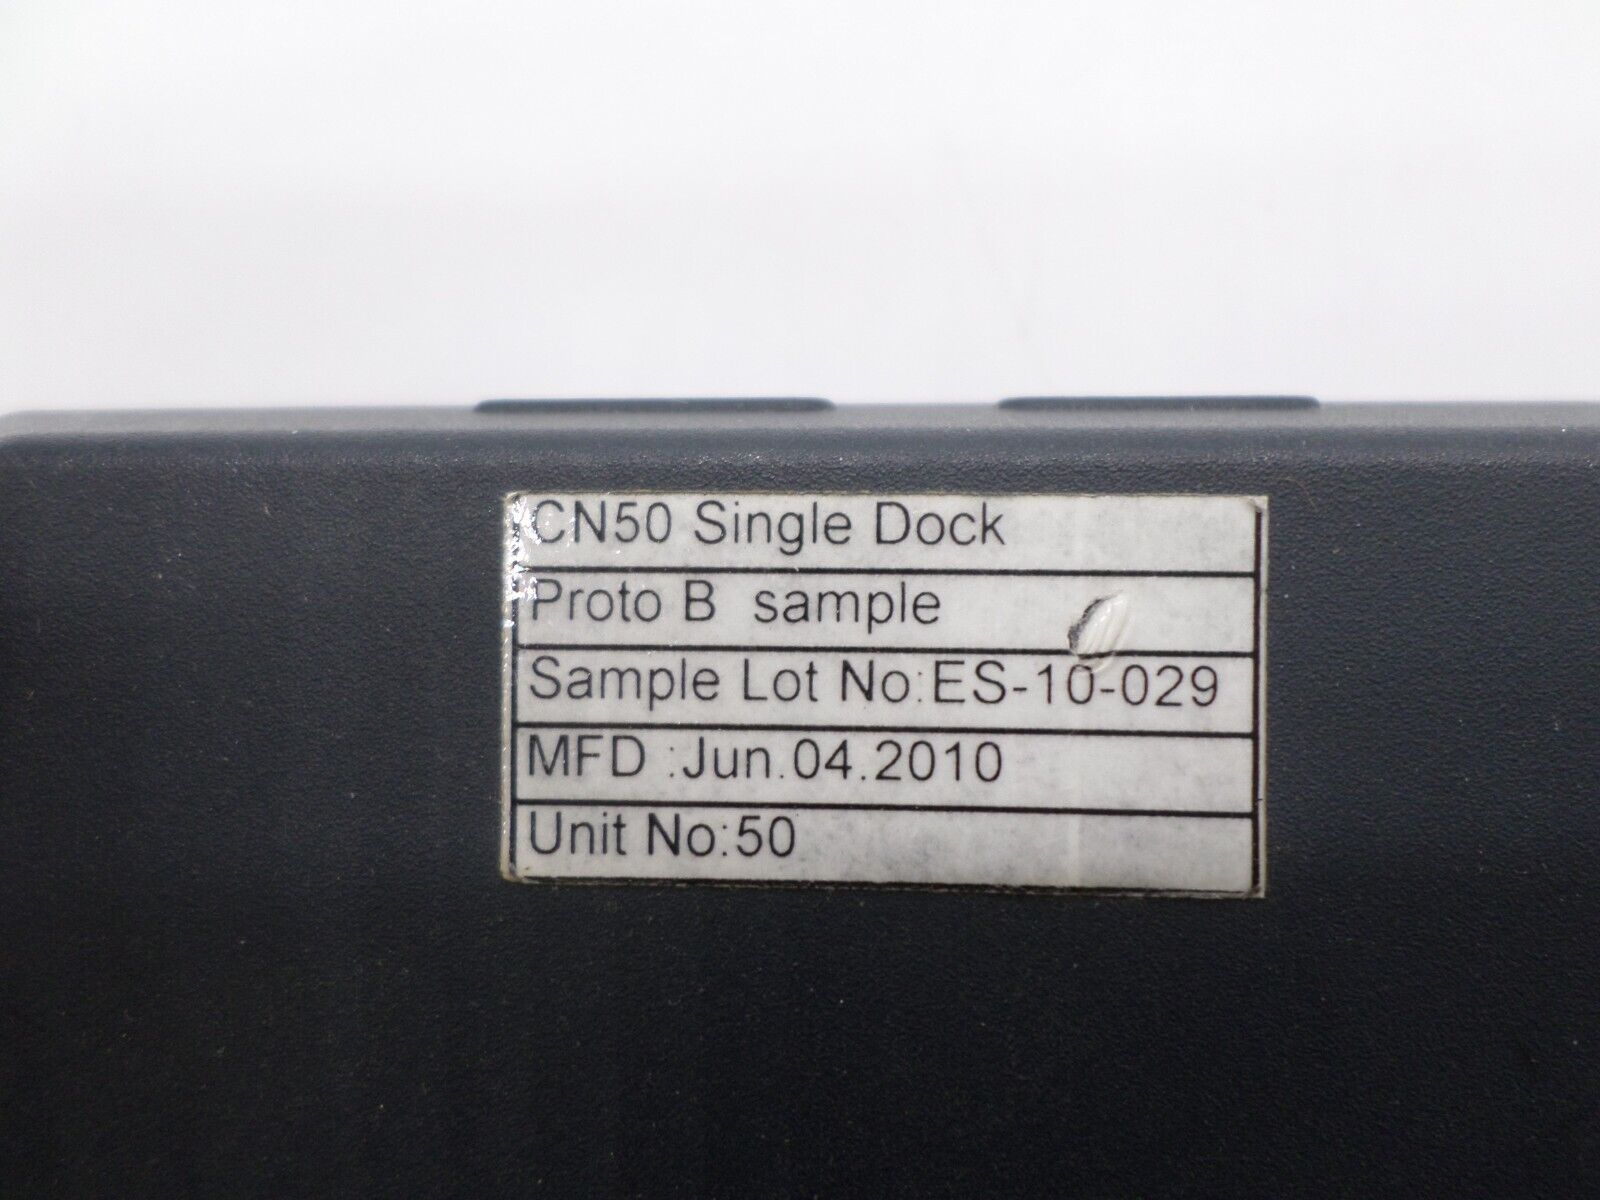 CN50 Single Dock
Proto B sample
Sample Lot No:ES-10-029
MFD :Jun.04.2010
Unit No:50